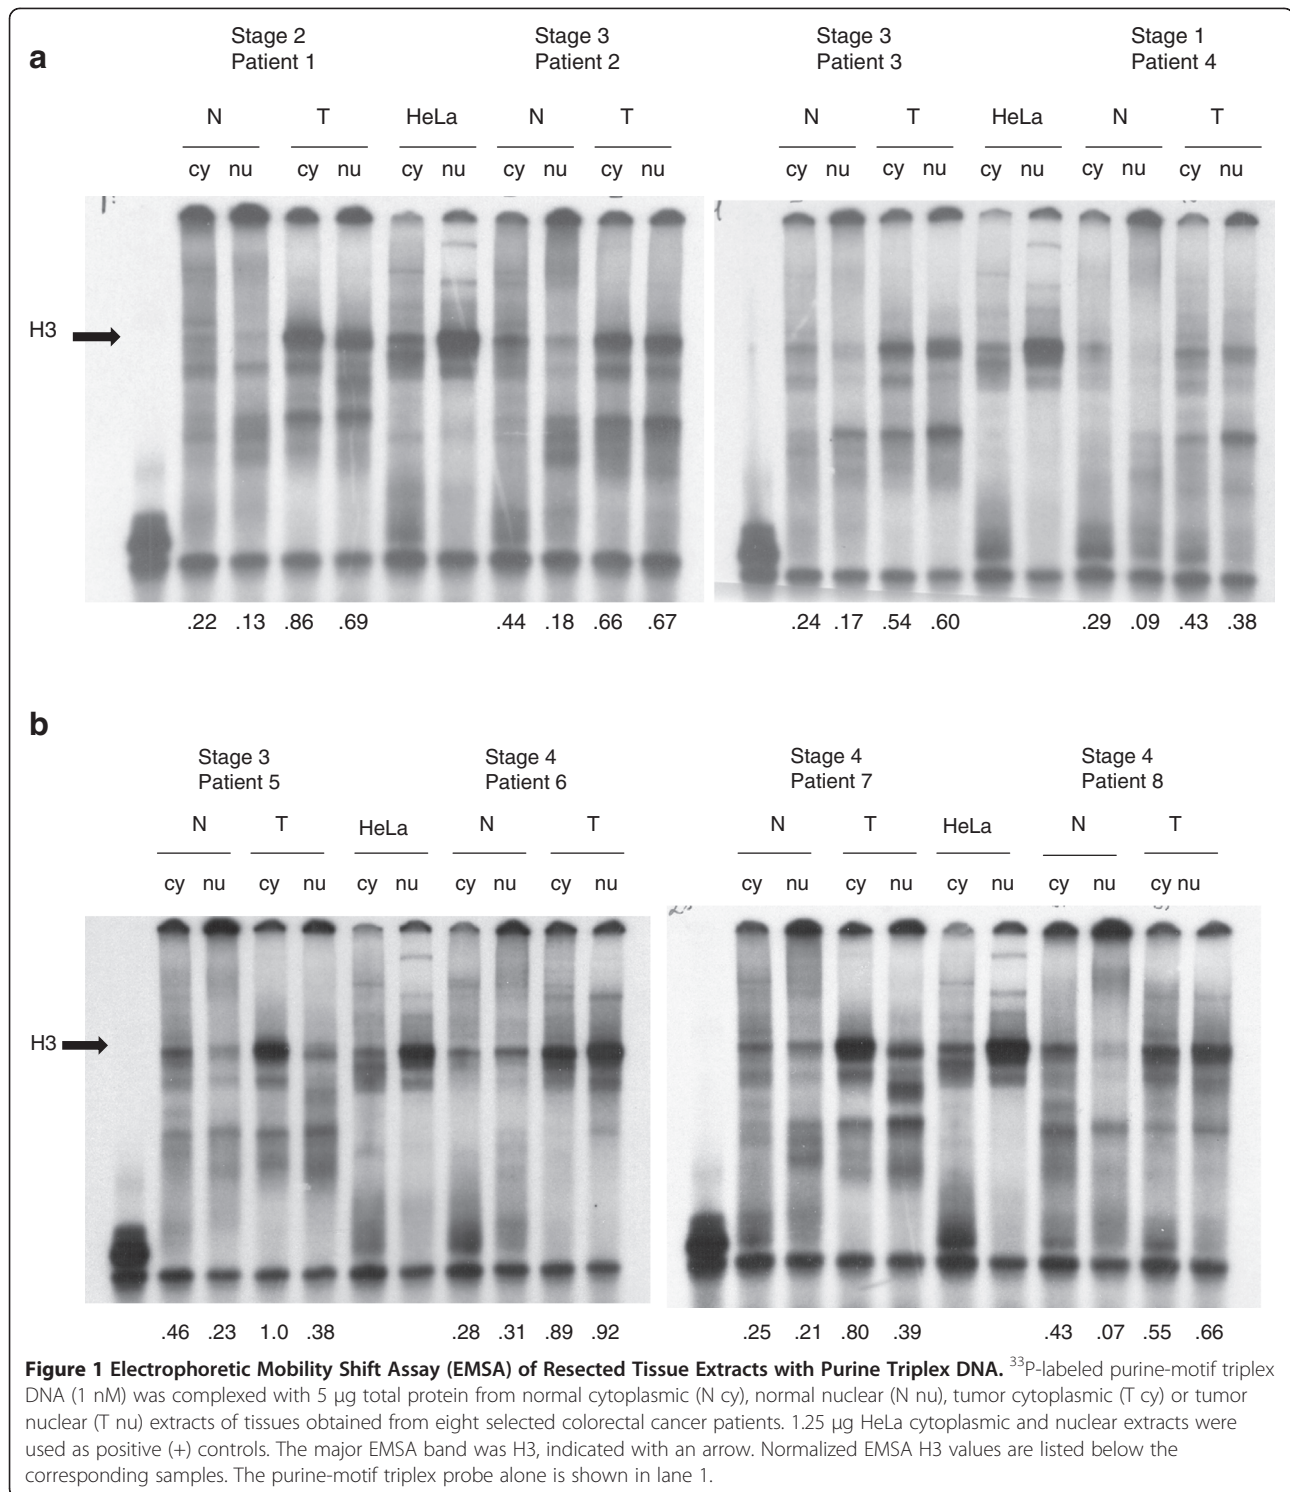 a
Stage 2 Stage 3 Stage 3 Stage 1
Patient 1 Patient 2 Patient 3 Patient 4
N T HeLa N T N T HeLa N T
cy nu cy nu cy nu cy nu cy nu cy nu cy nu cy nu cy nu cy nu
H3
.22 .13 .86 .69 .44 .18 .66 .67 .24 .17 .54 .60 .29 .09 .43 .38
b
Stage 3 Stage 4 Stage 4 Stage 4
Patient 5 Patient 6 Patient 7 Patient 8
N T HeLa N T N T HeLa N T
cy nu cy nu cy nu cy nu cy nu cy nu cy nu cy nu cy nu cy nu
H3
.46 .23 1.0 .38 .28 .31 .89 .92 .25 .21 .80 .39 .43 .07 .55 .66
Figure 1 Electrophoretic Mobility Shift Assay (EMSA) of Resected Tissue Extracts with Purine Triplex DNA. ³³P-labeled purine-motif triplex
DNA (1 nM) was complexed with 5 μg total protein from normal cytoplasmic (N cy), normal nuclear (N nu), tumor cytoplasmic (T cy) or tumor
nuclear (T nu) extracts of tissues obtained from eight selected colorectal cancer patients. 1.25 μg HeLa cytoplasmic and nuclear extracts were
used as positive (+) controls. The major EMSA band was H3, indicated with an arrow. Normalized EMSA H3 values are listed below the
corresponding samples. The purine-motif triplex probe alone is shown in lane 1.